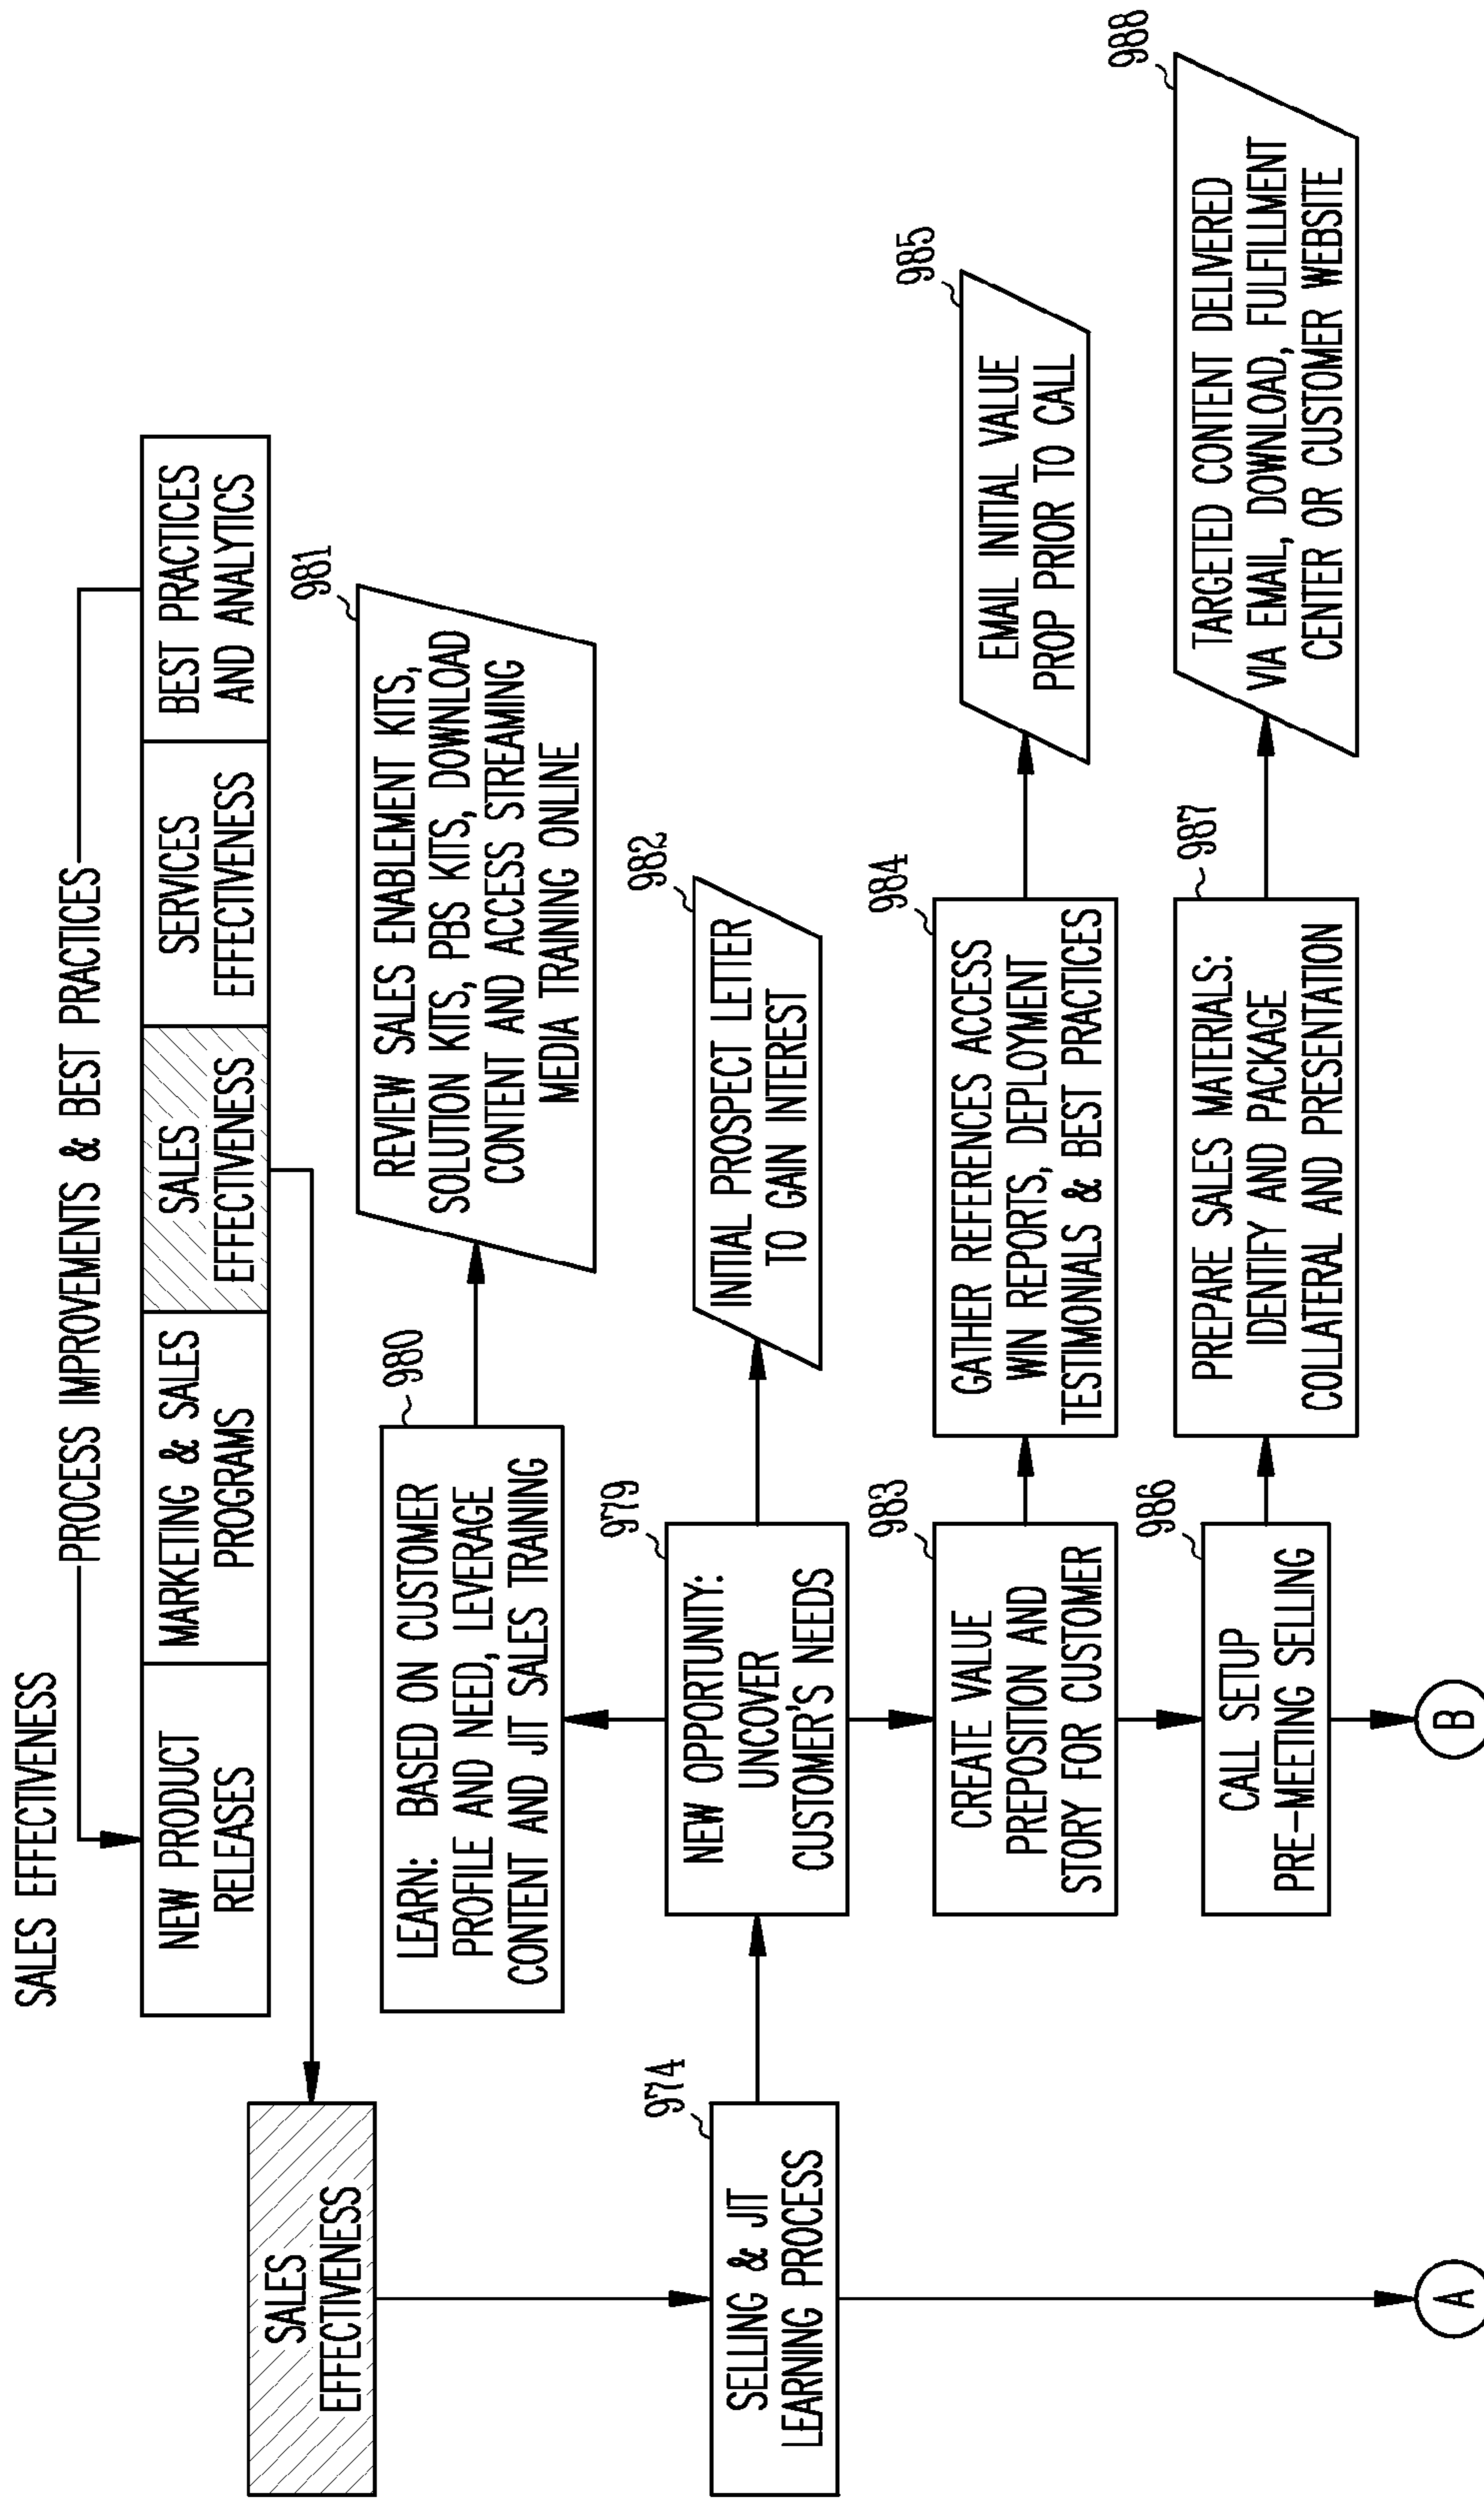 SALES EFFECTIVENESS
PROCESS IMPROVEMENTS & BEST PRACTICES
NEW PRODUCT
RELEASES
MARKETING & SALES
PROGRAMS
SALES
EFFECTIVENESS
SERVICES
EFFECTIVENESS
BEST PRACTICES
AND ANALYTICS
SALES
EFFECTIVENESS
980
LEARN: BASED ON CUSTOMER
PROFILE AND NEED, LEVERAGE
CONTENT AND JIT SALES TRAINING
981
REVIEW SALES ENABLEMENT KITS,
SOLUTION KITS, PBS KITS, DOWNLOAD
CONTENT AND ACCESS STREAMING
MEDIA TRAINING ONLINE
974
SELLING & JIT
LEARNING PROCESS
979
NEW OPPORTUNITY:
UNCOVER
CUSTOMER'S NEEDS
982
INITIAL PROSPECT LETTER
TO GAIN INTEREST
983
CREATE VALUE
PREPOSITION AND
STORY FOR CUSTOMER
984
GATHER REFERENCES ACCESS
WIN REPORTS, DEPLOYMENT
TESTIMONIALS & BEST PRACTICES
985
EMAIL INITIAL VALUE
PROP PRIOR TO CALL
986
CALL SETUP
PRE-MEETING SELLING
987
PREPARE SALES MATERIALS:
IDENTIFY AND PACKAGE
COLLATERAL AND PRESENTATION
988
TARGETED CONTENT DELIVERED
VIA EMAIL, DOWNLOAD, FULFILLMENT
CENTER OR CUSTOMER WEBSITE
A
B